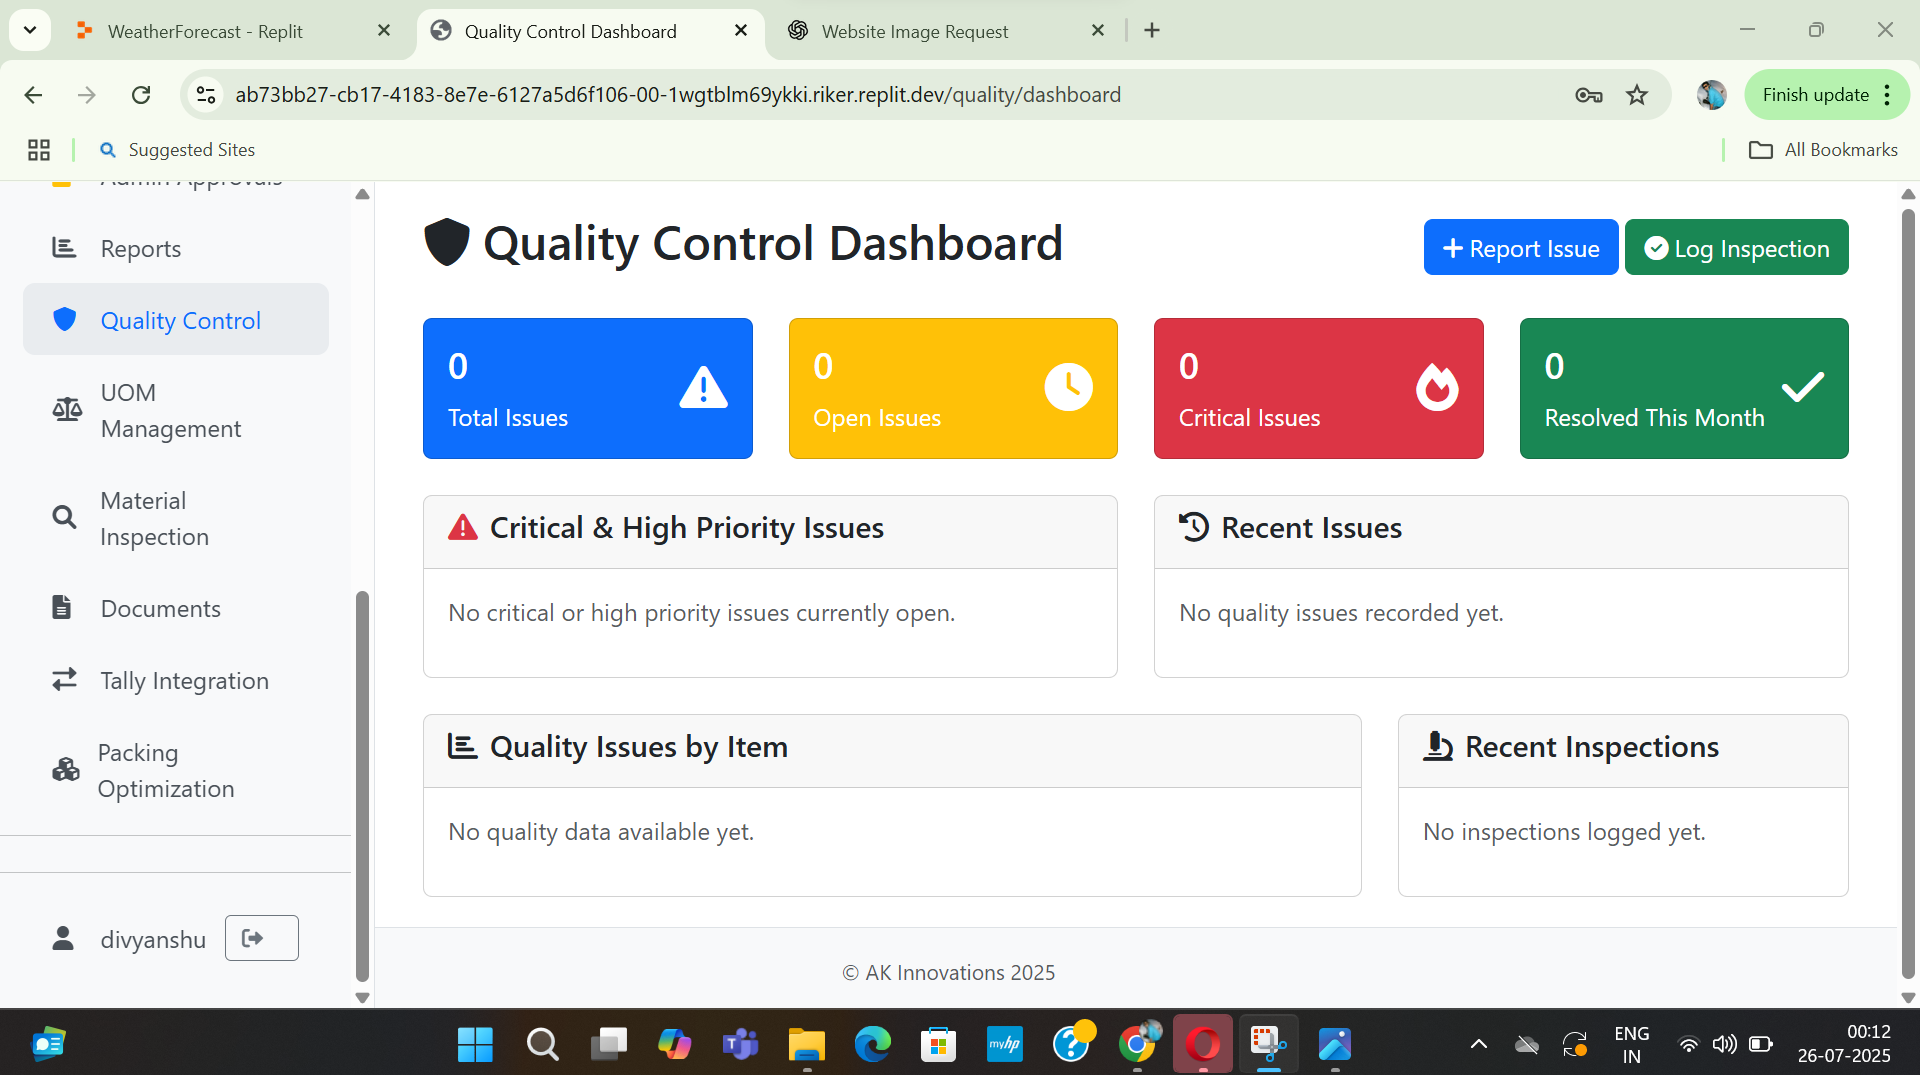 WeatherForecast - Replit
Quality Control Dashboard
Website Image Request
ab73bb27-cb17-4183-8e7e-6127a5d6f106-00-1wgtblm69ykki.riker.replit.dev/quality/dashboard
Finish update
Suggested Sites
All Bookmarks
Admin Approvals
Reports
Quality Control
UOM
Management
Material
Inspection
Documents
Tally Integration
Packing
Optimization
divyanshu
Quality Control Dashboard
Report Issue
Log Inspection
0
Total Issues
0
Open Issues
0
Critical Issues
0
Resolved This Month
Critical & High Priority Issues
No critical or high priority issues currently open.
Recent Issues
No quality issues recorded yet.
Quality Issues by Item
No quality data available yet.
Recent Inspections
No inspections logged yet.
© AK Innovations 2025
myhp
ENG
IN
00:12
26-07-2025